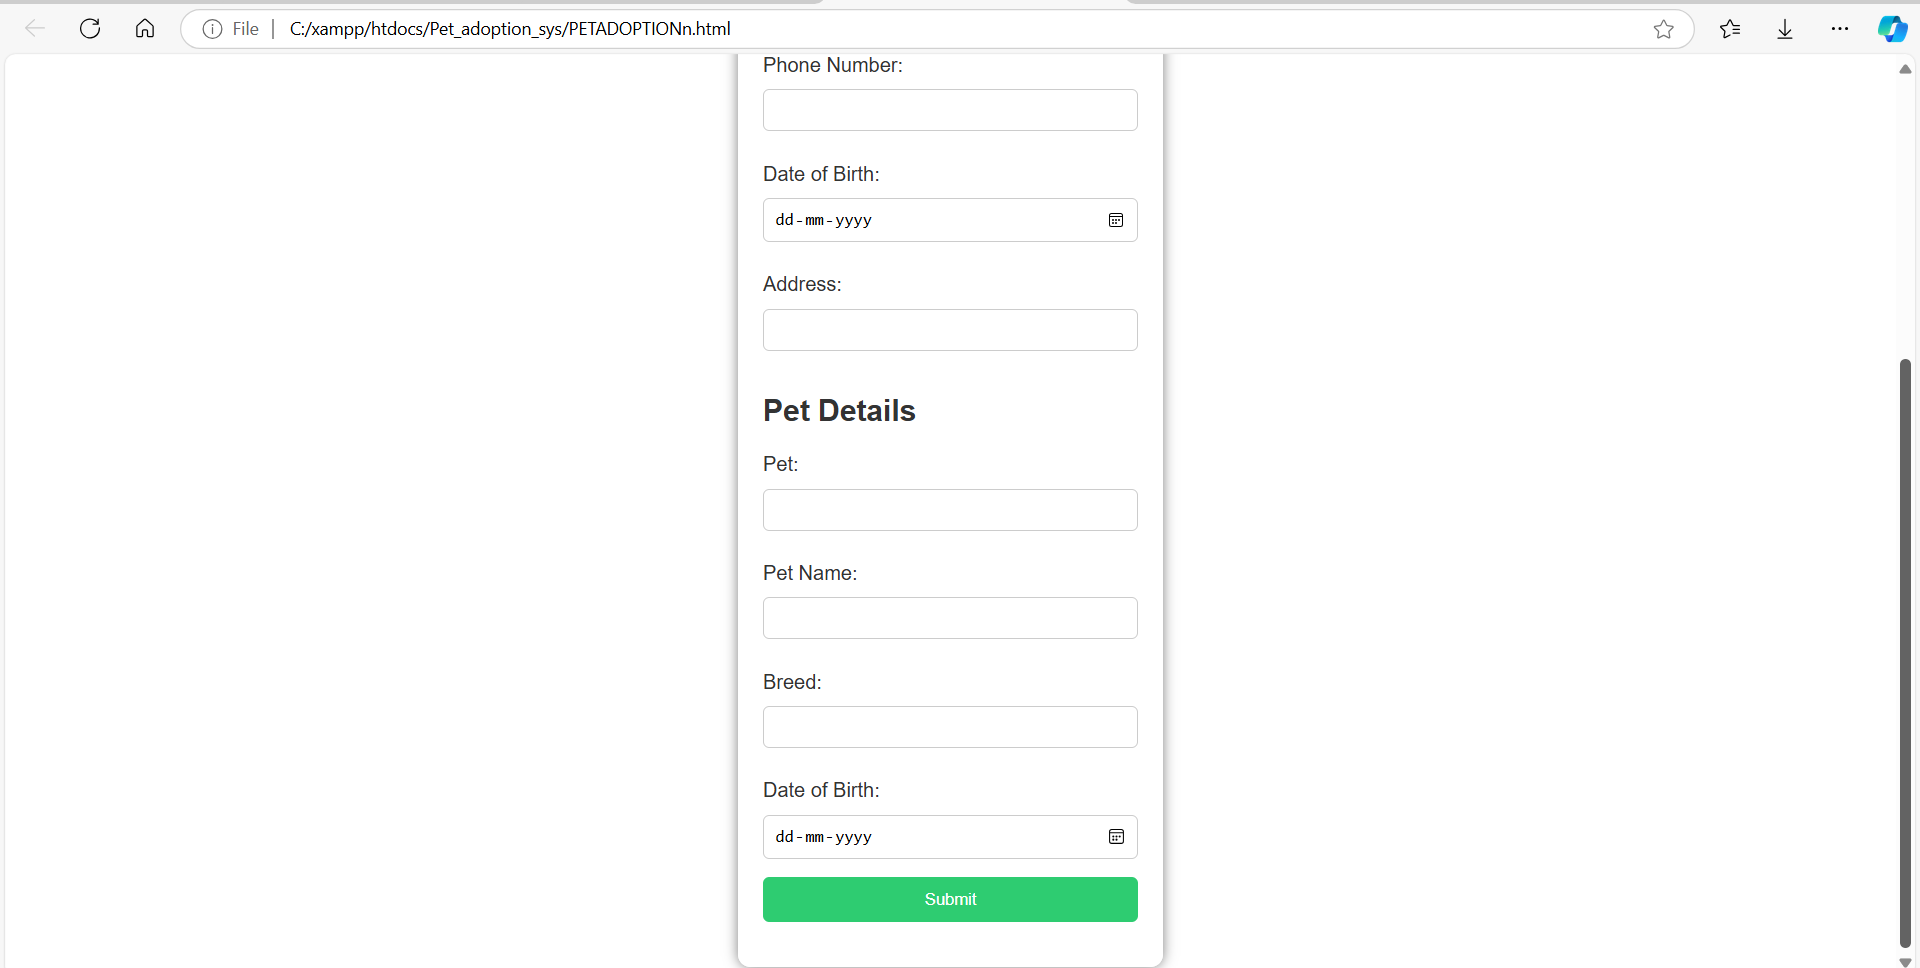 File
C:/xampp/htdocs/Pet_adoption_sys/PETADOPTIONn.html
Phone Number:
Date of Birth:
dd-mm-yyyy
Address:
Pet Details
Pet:
Pet Name:
Breed:
Date of Birth:
dd-mm-yyyy
Submit